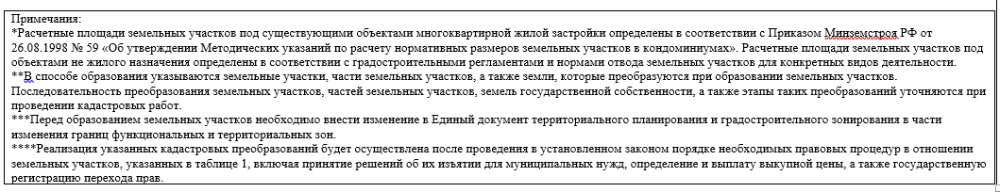 Примечания:
*Расчетные площади земельных участков под существующими объектами многоквартирной жилой застройки определены в соответствии с Приказом Минземстроя РФ от
26.08.1998 № 59 «Об утверждении Методических указаний по расчету нормативных размеров земельных участков в кондоминиумах». Расчетные площади земельных участков под
объектами не жилого назначения определены в соответствии с градостроительными регламентами и нормами отвода земельных участков для конкретных видов деятельности.
**В способе образования указываются земельные участки, части земельных участков, а также земли, которые преобразуются при образовании земельных участков.
Последовательность преобразования земельных участков, частей земельных участков, земель государственной собственности, а также этапы таких преобразований уточняются при
проведении кадастровых работ.
***Перед образованием земельных участков необходимо внести изменение в Единый документ территориального планирования и градостроительного зонирования в части
изменения границ функциональных и территориальных зон.
****Реализация указанных кадастровых преобразований будет осуществлена после проведения в установленном законом порядке необходимых правовых процедур в отношении
земельных участков, указанных в таблице 1, включая принятие решений об их изъятии для муниципальных нужд, определение и выплату выкупной цены, а также государственную
регистрацию перехода прав.